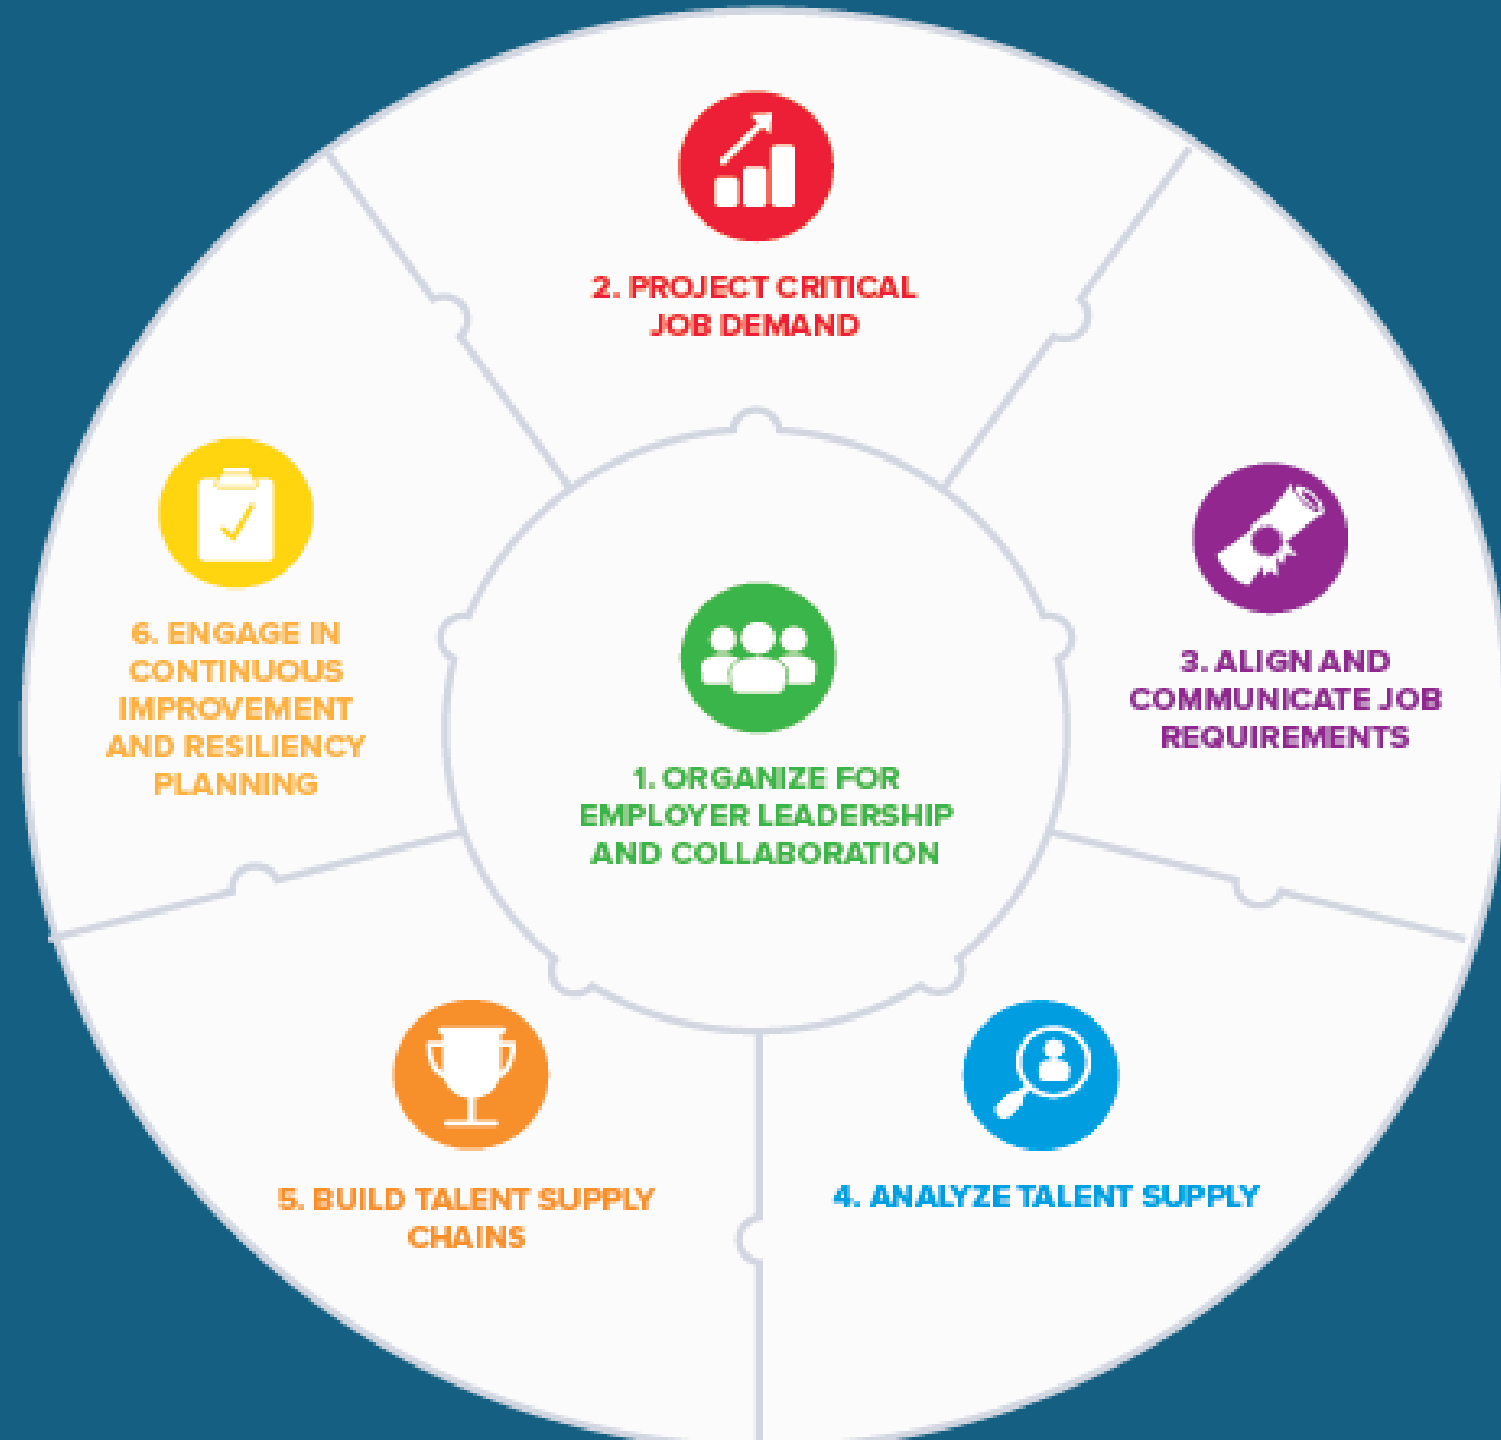 2. PROJECT CRITICAL
JOB DEMAND
3. ALIGN AND
COMMUNICATE JOB
REQUIREMENTS
1. ORGANIZE FOR
EMPLOYER LEADERSHIP
AND COLLABORATION
6. ENGAGE IN
CONTINUOUS
IMPROVEMENT
AND RESILIENCY
PLANNING
5. BUILD TALENT SUPPLY
CHAINS
4. ANALYZE TALENT SUPPLY